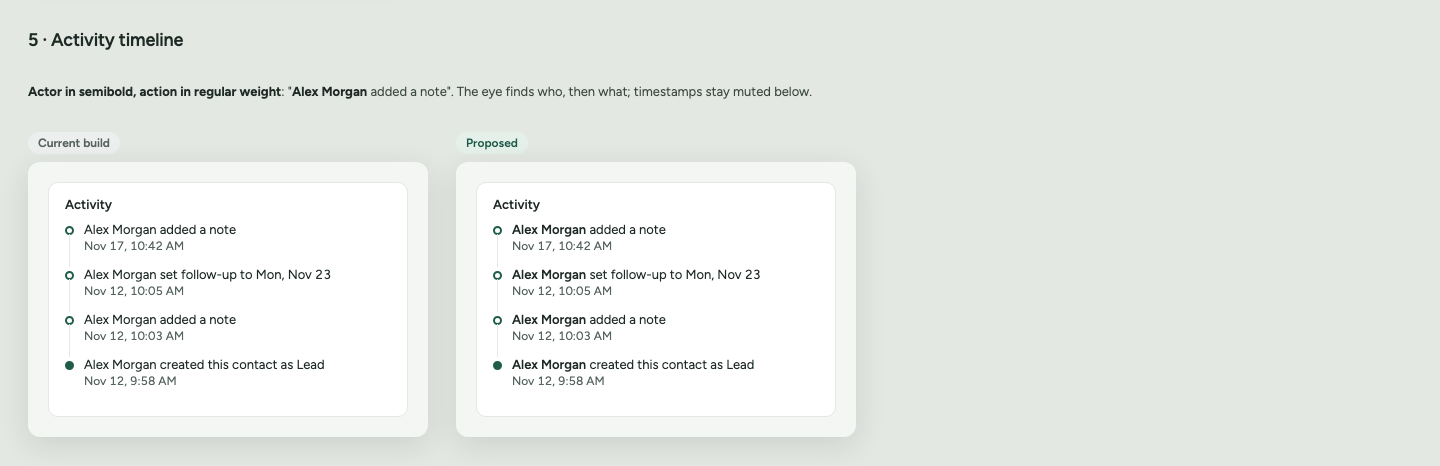 5 · Activity timeline
Actor in semibold, action in regular weight: "Alex Morgan added a note". The eye finds who, then what; timestamps stay muted below.
Current build
Activity
Alex Morgan added a note
Nov 17, 10:42 AM
Alex Morgan set follow-up to Mon, Nov 23
Nov 12, 10:05 AM
Alex Morgan added a note
Nov 12, 10:03 AM
Alex Morgan created this contact as Lead
Nov 12, 9:58 AM
Proposed
Activity
Alex Morgan added a note
Nov 17, 10:42 AM
Alex Morgan set follow-up to Mon, Nov 23
Nov 12, 10:05 AM
Alex Morgan added a note
Nov 12, 10:03 AM
Alex Morgan created this contact as Lead
Nov 12, 9:58 AM